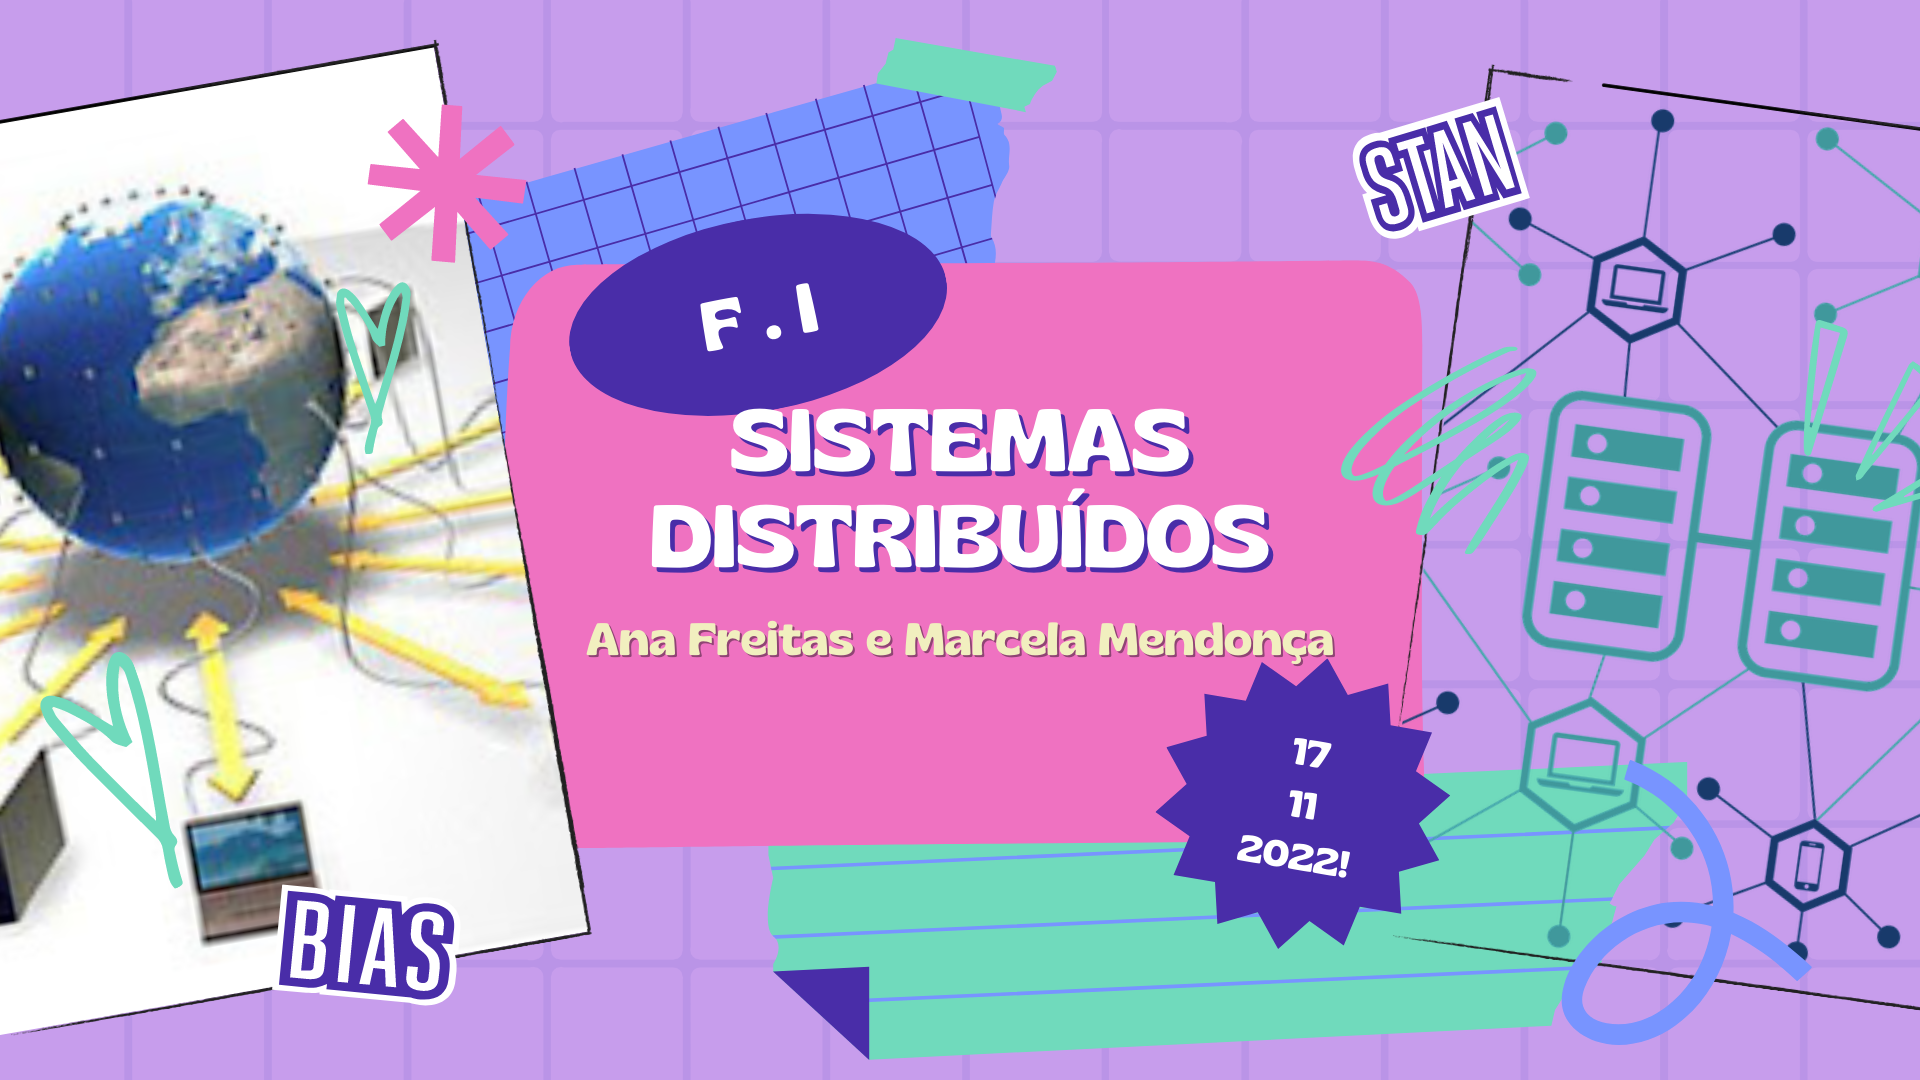 STAN
F.I
SISTEMAS
DISTRIBUÍDOS
Ana Freitas e Marcela Mendonça
17
11
2022!
BIAS